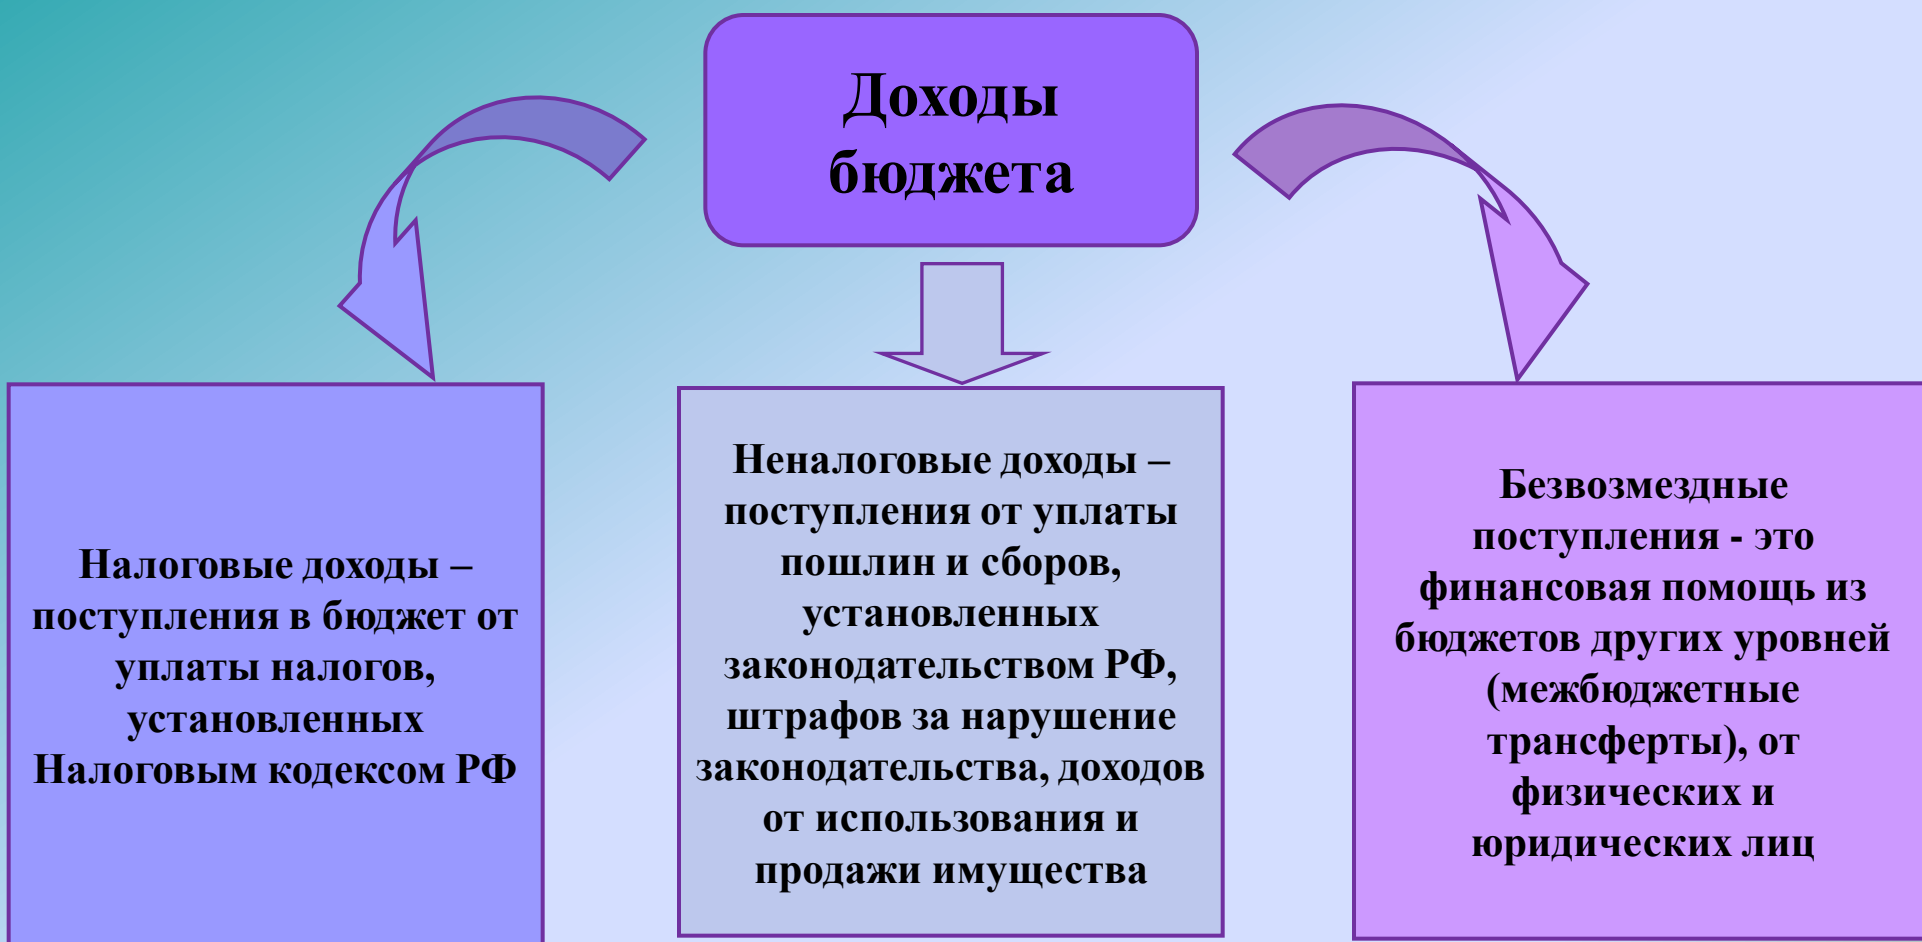 Доходы
бюджета
Налоговые доходы –
поступления в бюджет от
уплаты налогов,
установленных
Налоговым кодексом РФ
Неналоговые доходы –
поступления от уплаты
пошлин и сборов,
установленных
законодательством РФ,
штрафов за нарушение
законодательства, доходов
от использования и
продажи имущества
Безвозмездные
поступления - это
финансовая помощь из
бюджетов других уровней
(межбюджетные
трансферты), от
физических и
юридических лиц